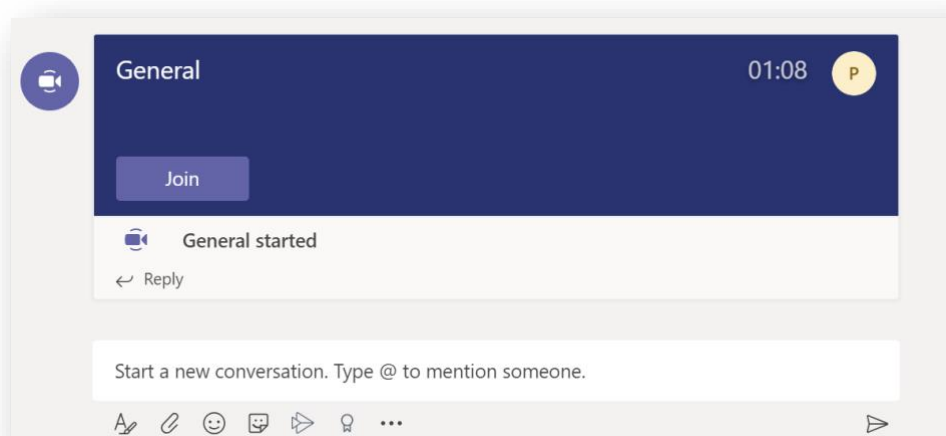 General
01:08
P
Join
General started
Reply
Start a new conversation. Type @ to mention someone.